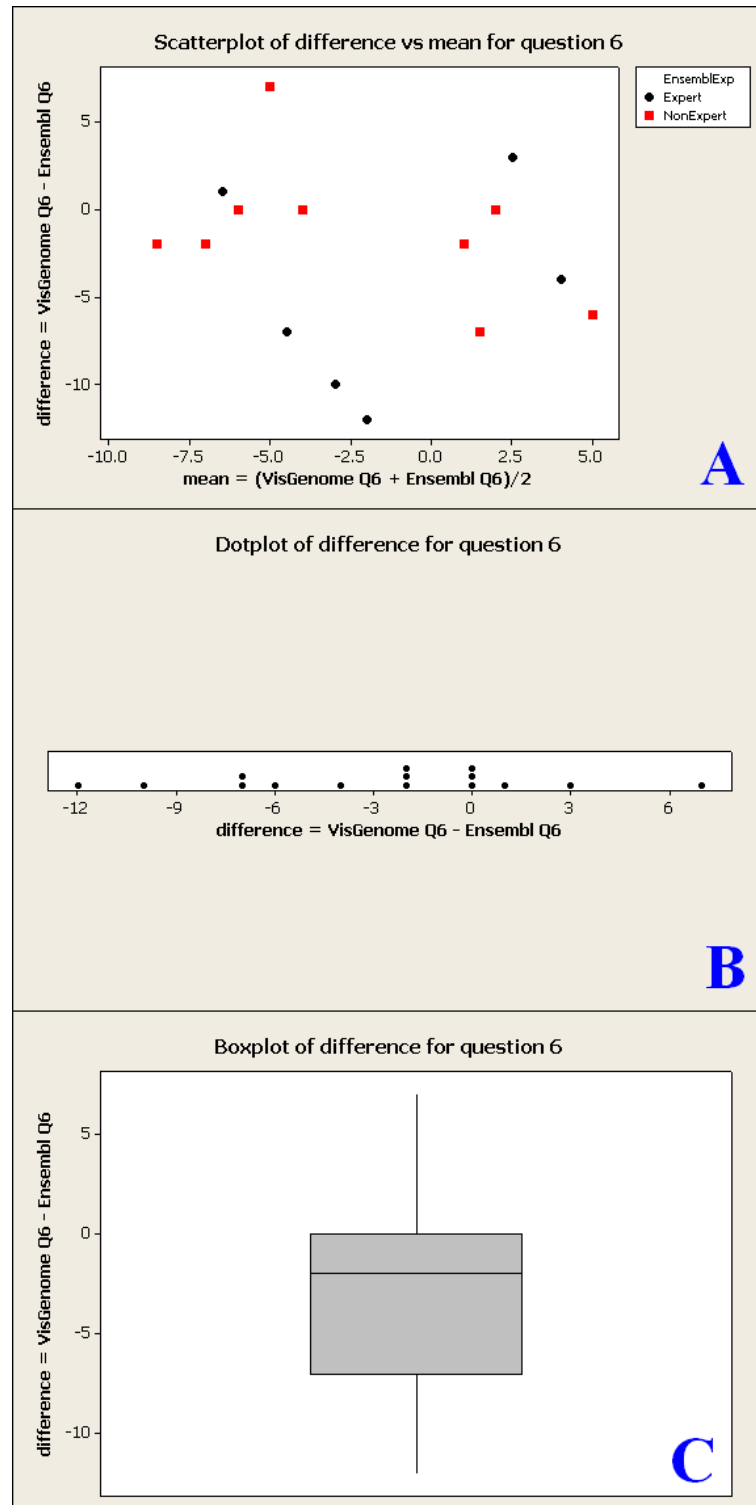 Scatterplot of difference vs mean for question 6
EnsemblExp
Expert
NonExpert
difference = VisGenome Q6 - Ensembl Q6
5
0
-5
-10
-10.0 -7.5 -5.0 -2.5 0.0 2.5 5.0
mean = (VisGenome Q6 + Ensembl Q6)/2
A
Dotplot of difference for question 6
-12 -9 -6 -3 0 3 6
difference = VisGenome Q6 - Ensembl Q6
B
Boxplot of difference for question 6
difference = VisGenome Q6 - Ensembl Q6
5
0
-5
-10
C